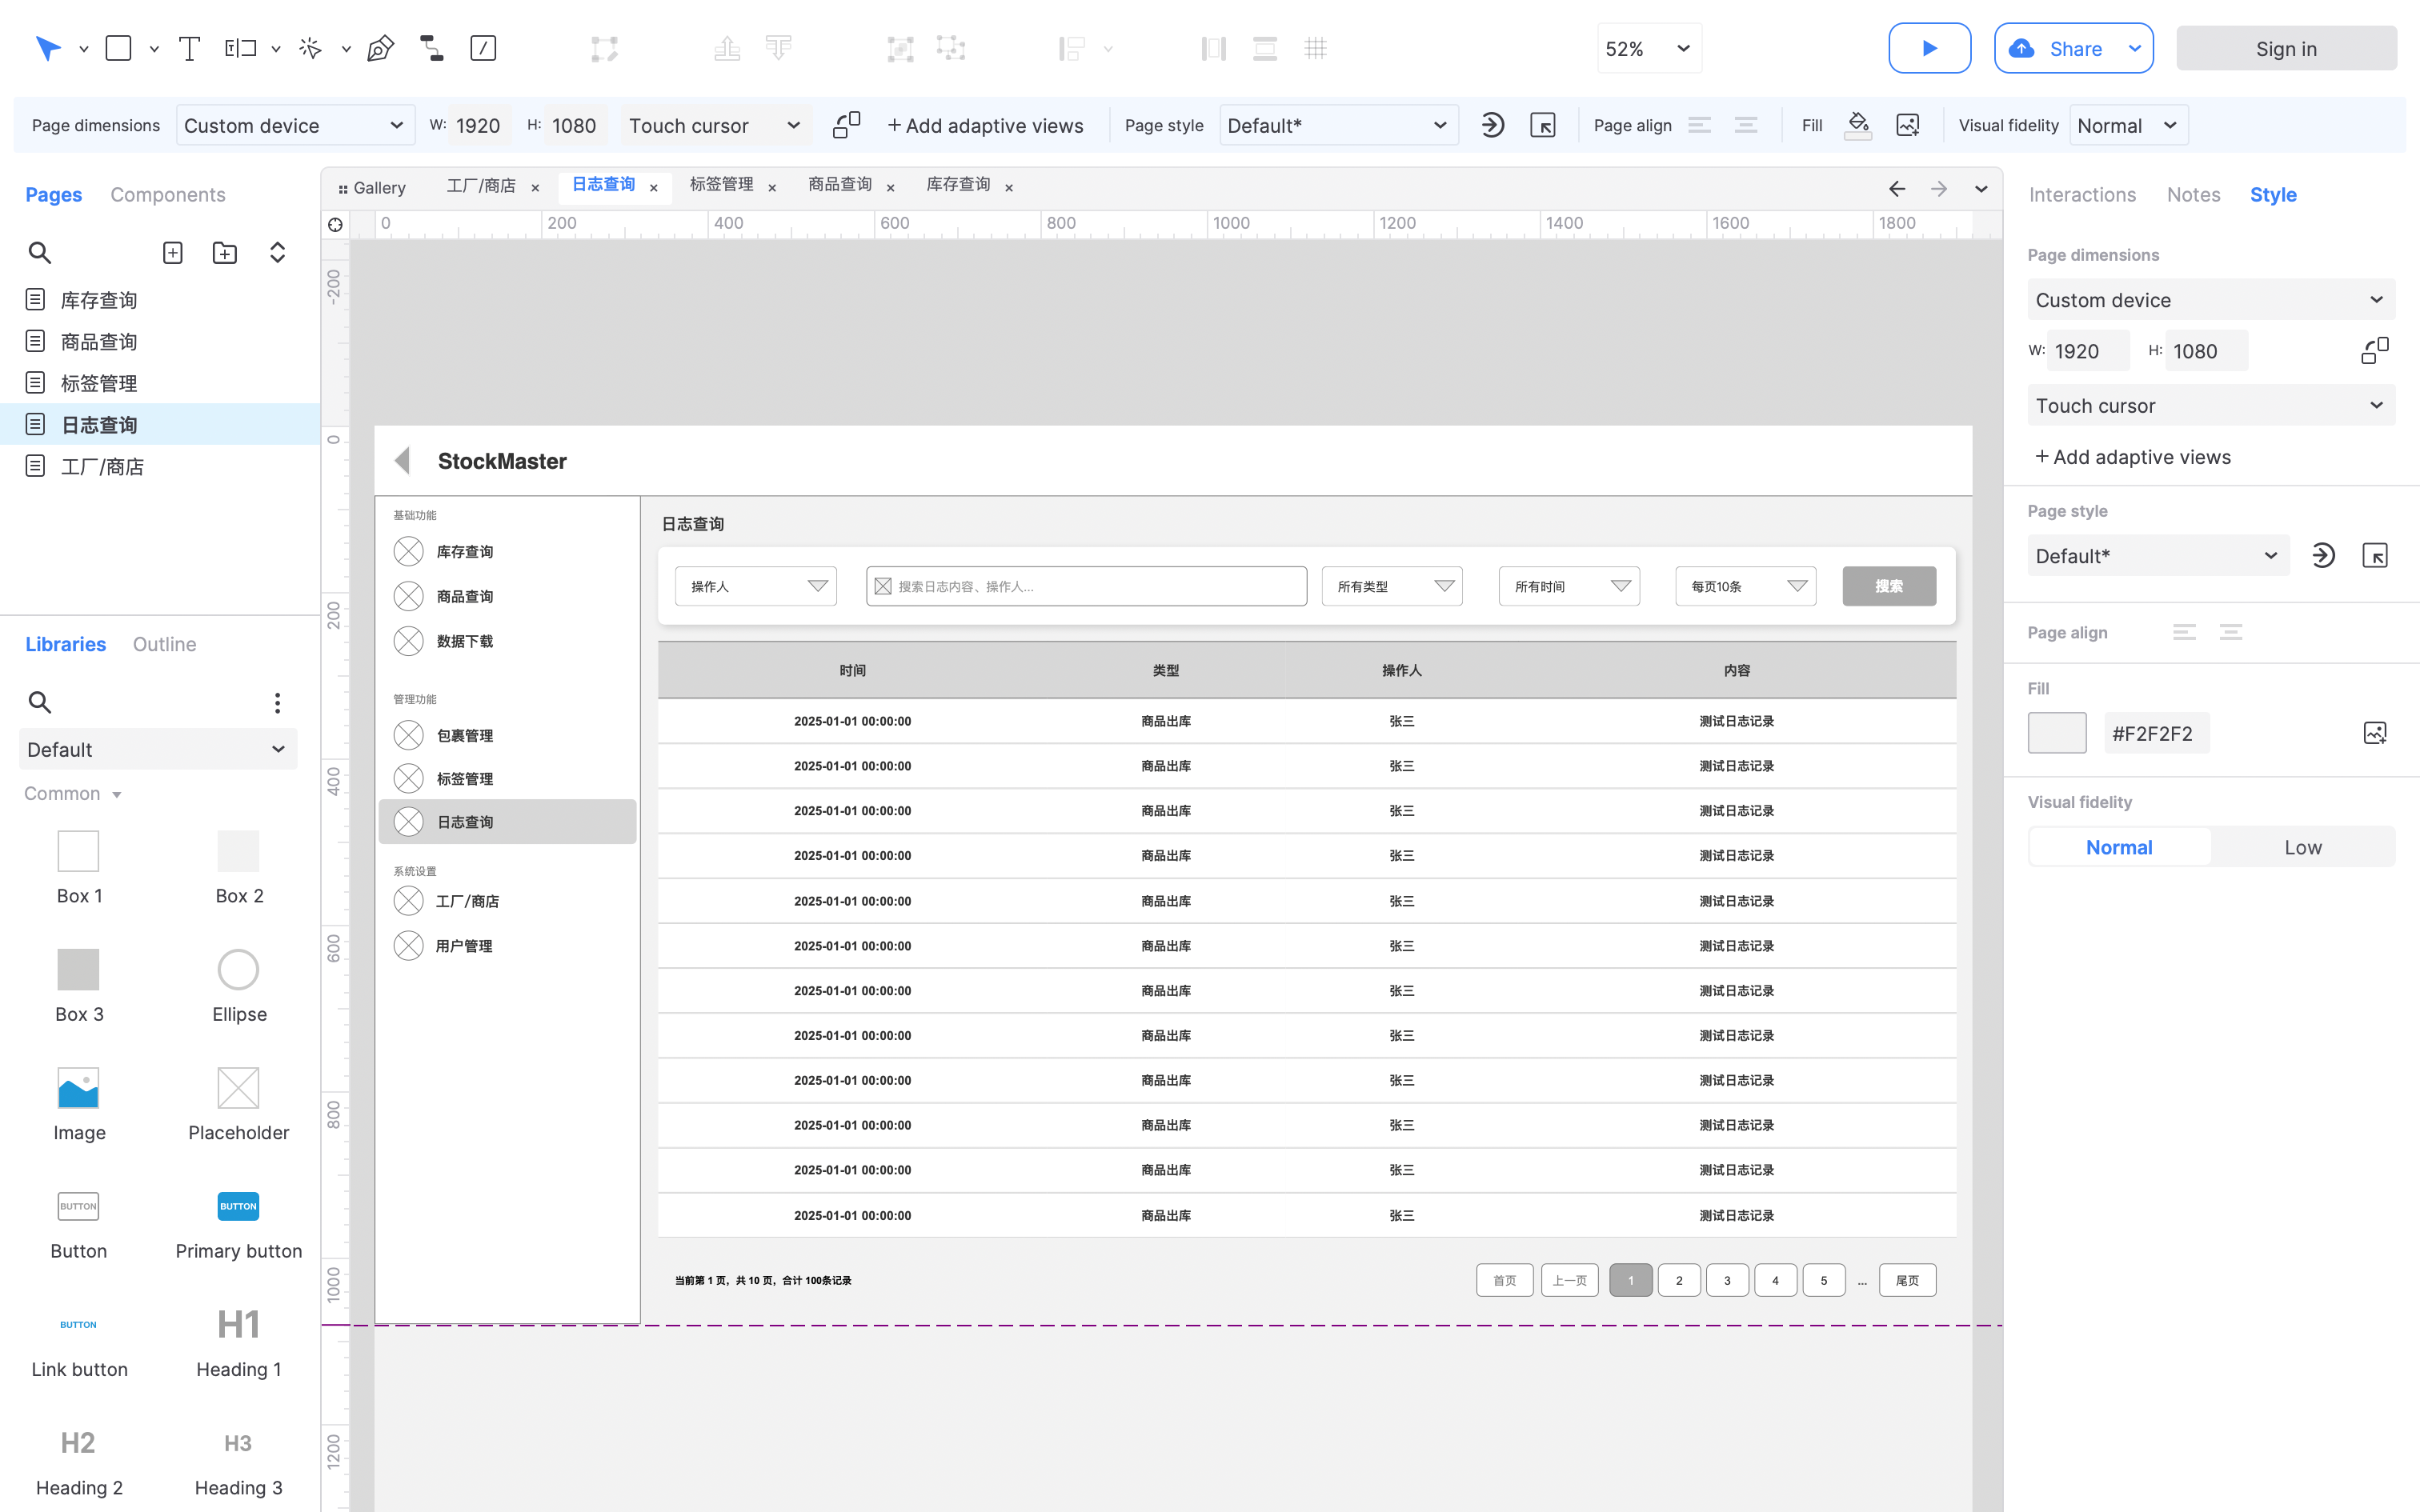 52%
Share
Sign in
Page dimensions
Custom device
W: 1920
H: 1080
Touch cursor
+ Add adaptive views
Page style
Default*
Page align
Fill
Visual fidelity
Normal
Pages
Components
库存查询
商品查询
标签管理
日志查询
工厂/商店
Libraries
Outline
Default
Common
Box 1
Box 2
Box 3
Ellipse
Image
Placeholder
BUTTON
BUTTON
Button
Primary button
BUTTON
H1
Link button
Heading 1
H2
H3
Heading 2
Heading 3
Gallery
工厂/商店
日志查询
标签管理
商品查询
库存查询
0 200 400 600 800 1000 1200 1400 1600 1800
-200
0
200
400
600
800
1000
1200
StockMaster
基础功能
库存查询
商品查询
数据下载
管理功能
包裹管理
标签管理
日志查询
系统设置
工厂/商店
用户管理
日志查询
操作人
搜索日志内容、操作人...
所有类型
所有时间
每页10条
搜索
时间 类型 操作人 内容
2025-01-01 00:00:00 商品出库 张三 测试日志记录
2025-01-01 00:00:00 商品出库 张三 测试日志记录
2025-01-01 00:00:00 商品出库 张三 测试日志记录
2025-01-01 00:00:00 商品出库 张三 测试日志记录
2025-01-01 00:00:00 商品出库 张三 测试日志记录
2025-01-01 00:00:00 商品出库 张三 测试日志记录
2025-01-01 00:00:00 商品出库 张三 测试日志记录
2025-01-01 00:00:00 商品出库 张三 测试日志记录
2025-01-01 00:00:00 商品出库 张三 测试日志记录
2025-01-01 00:00:00 商品出库 张三 测试日志记录
2025-01-01 00:00:00 商品出库 张三 测试日志记录
2025-01-01 00:00:00 商品出库 张三 测试日志记录
当前第 1 页，共 10 页，合计 100条记录
首页 上一页 1 2 3 4 5 ... 尾页
Interactions
Notes
Style
Page dimensions
Custom device
W: 1920
H: 1080
Touch cursor
+ Add adaptive views
Page style
Default*
Page align
Fill
#F2F2F2
Visual fidelity
Normal
Low